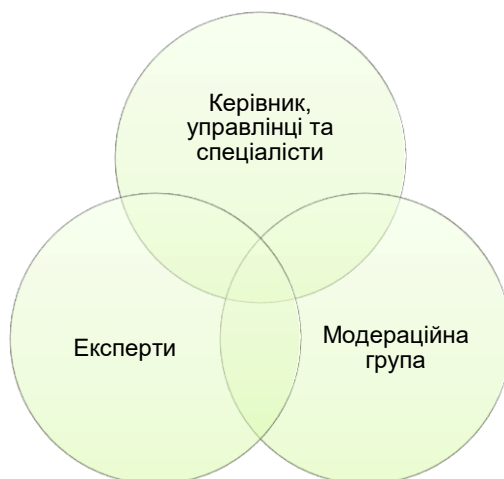 Керівник,
управлінці та
спеціалісти
Експерти
Модераційна
група